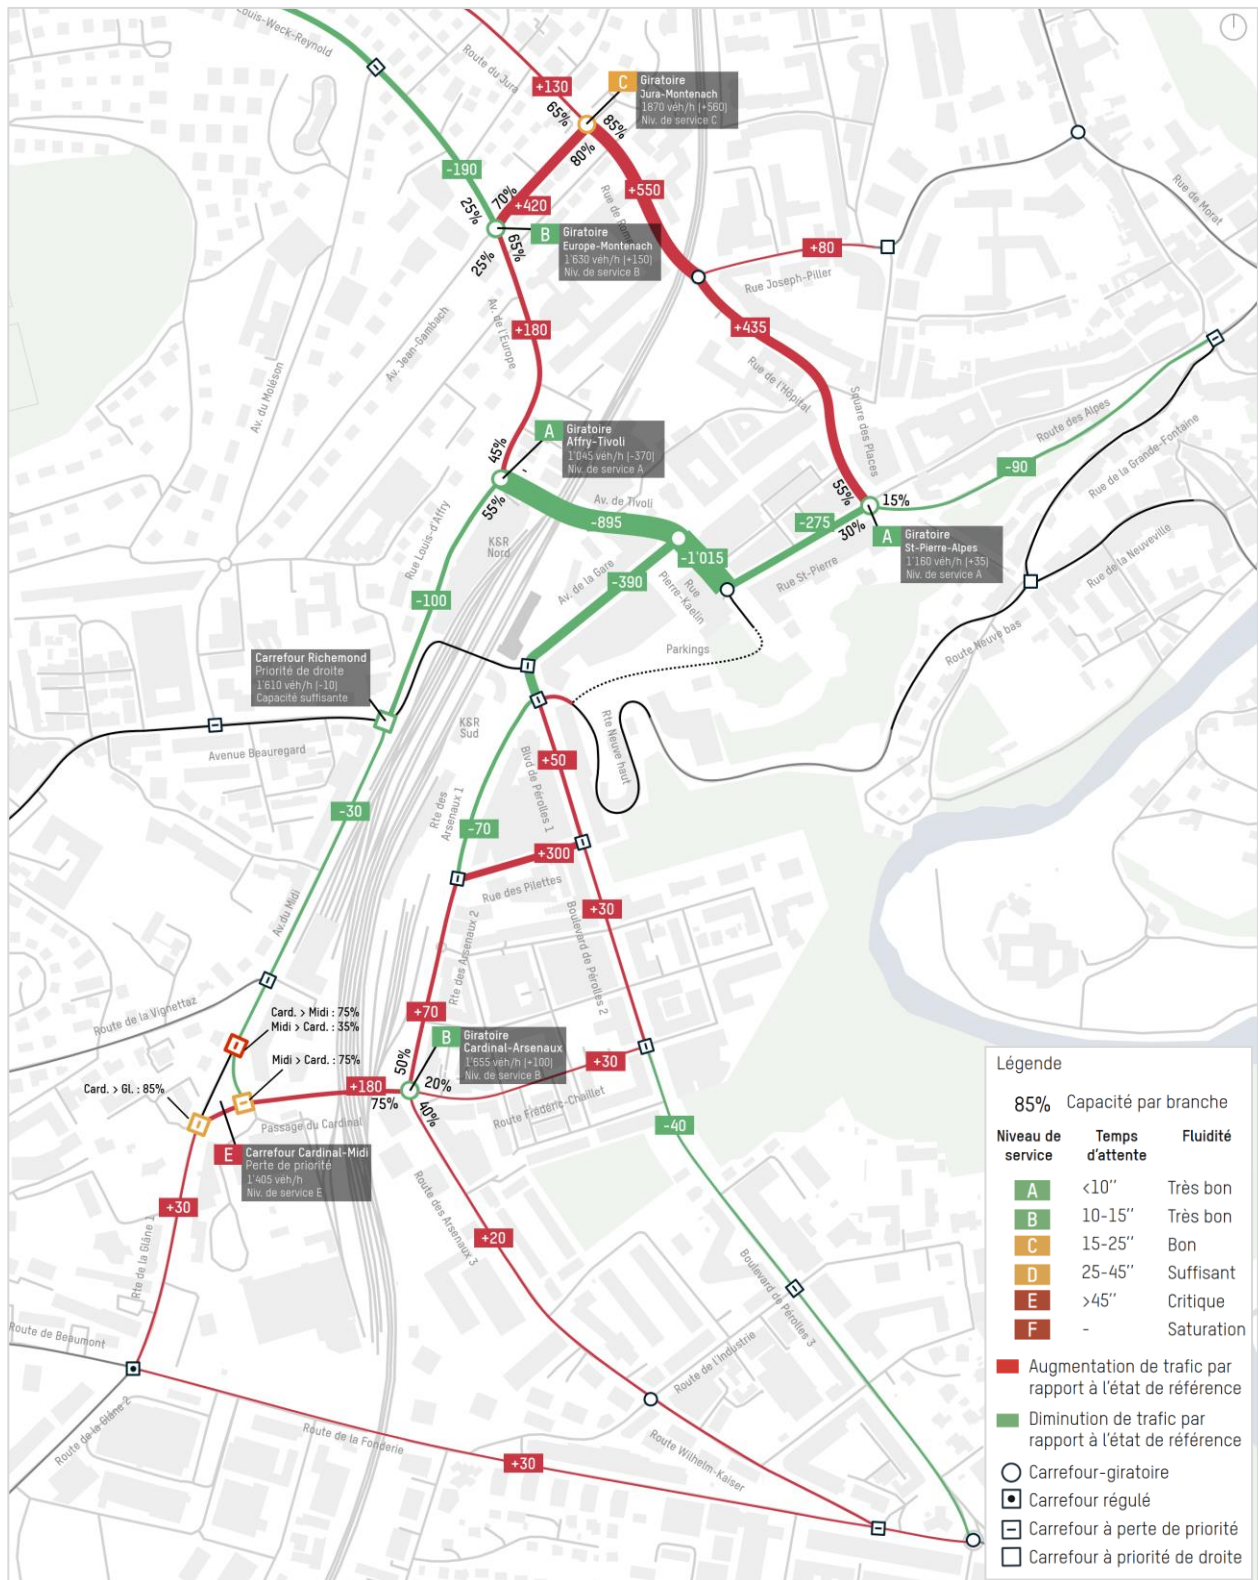 Louis-Weck-Reynold
Route du Jura
+130
C
Giratoire
Jura-Montenach
1870 véh/h (+560)
Niv. de service C
65%
85%
80%
-190
+550
70%
+420
25%
65%
25%
Rue de Rome
B
Giratoire
Europe-Montenach
1'630 véh/h (+150)
Niv. de service B
Rue de Morat
+80
Rue Joseph-Piller
+180
Av. de l'Europe
Av. Jean-Gambach
Av. du Moléson
+435
Rue de l'Hôpital
Square des Places
Route des Alpes
A
Giratoire
Affry-Tivoli
1'045 véh/h (-370)
Niv. de service A
45%
55%
Av. de Tivoli
-895
-90
Rue de la Grande-Fontaine
55%
15%
30%
-275
A
Giratoire
St-Pierre-Alpes
1'160 véh/h (+35)
Niv. de service A
Rue Louis-d'Affry
K&R
Nord
-1'015
Av. de la Gare
-390
Rue
Pierre-Kaelin
Rue St-Pierre
Rue de la Neuveville
-100
Route Neuve bas
Parkings
Carrefour Richemond
Priorité de droite
1'610 véh/h (-10)
Capacité suffisante
K&R
Sud
Rte Neuve haut
Avenue Beauregard
+50
Blvd de Pérolles 1
-30
Rte des
Arsenaux 1
-70
+300
Rue des Pilettes
Av. du Midi
+30
Boulevard de Pérolles 2
Rte des Arsenaux 2
Route de la Vignettaz
Card. > Midi : 75%
Midi > Card. : 35%
+70
Midi > Card. : 75%
B
Giratoire
Cardinal-Arsenaux
1'655 véh/h (+100)
Niv. de service B
50%
20%
+30
Card. > Gl. : 85%
+180
75%
40%
Passage du Cardinal
Route Frédéric-Chaillet
-40
E
Carrefour Cardinal-Midi
Perte de priorité
1'405 véh/h
Niv. de service E
+30
Rte de la Glâne 1
Route des Arsenaux 3
+20
Boulevard de Pérolles 3
Route de Beaumont
Route de l'Industrie
Route de la Glâne 2
Route de la Fonderie
+30
Route Wilhelm-Kaiser
Légende
85% Capacité par branche
Niveau de service Temps d'attente Fluidité
A <10'' Très bon
B 10-15'' Très bon
C 15-25'' Bon
D 25-45'' Suffisant
E >45'' Critique
F - Saturation
Augmentation de trafic par
rapport à l'état de référence
Diminution de trafic par
rapport à l'état de référence
Carrefour-giratoire
Carrefour régulé
Carrefour à perte de priorité
Carrefour à priorité de droite